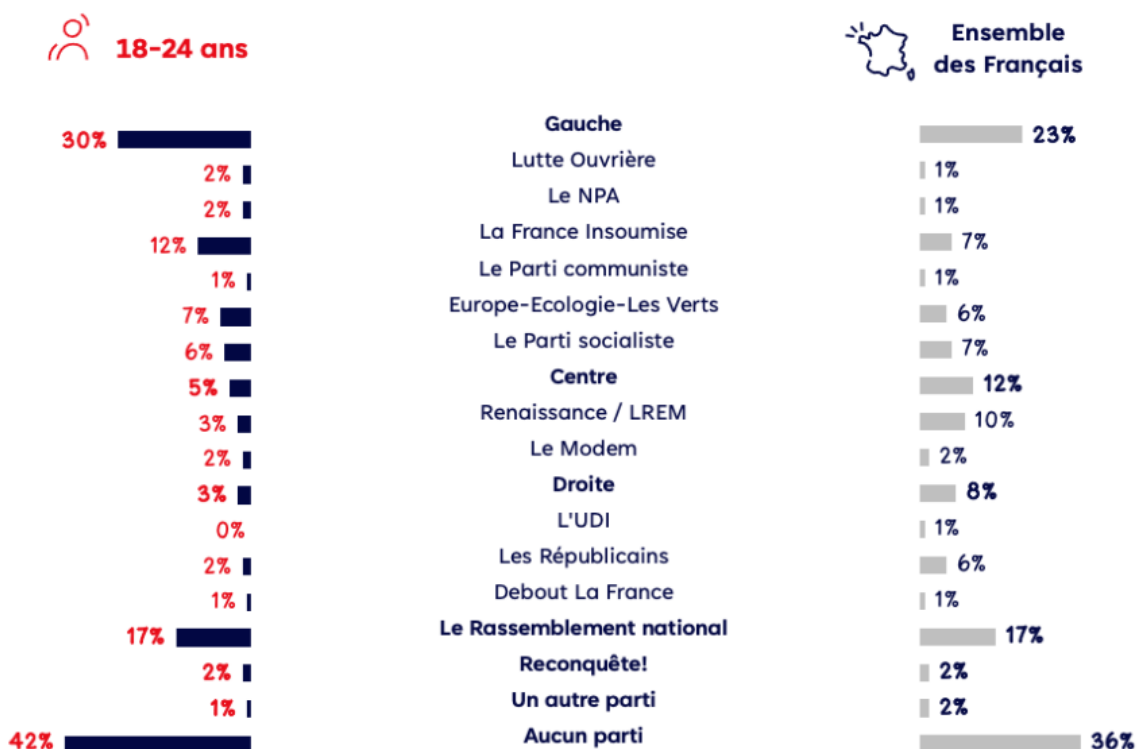 18-24 ans
Ensemble
des Français
30% Gauche 23%
2% Lutte Ouvrière 1%
2% Le NPA 1%
12% La France Insoumise 7%
1% Le Parti communiste 1%
7% Europe-Ecologie-Les Verts 6%
6% Le Parti socialiste 7%
5% Centre 12%
3% Renaissance / LREM 10%
2% Le Modem 2%
3% Droite 8%
0% L'UDI 1%
2% Les Républicains 6%
1% Debout La France 1%
17% Le Rassemblement national 17%
2% Reconquête! 2%
1% Un autre parti 2%
42% Aucun parti 36%